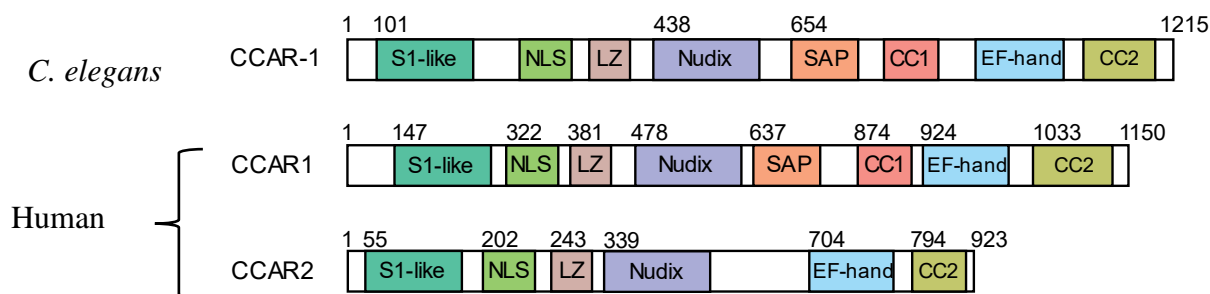 1 101 438 654 1215
C. elegans CCAR-1 S1-like NLS LZ Nudix SAP CC1 EF-hand CC2
1 147 322 381 478 637 874 924 1033 1150
CCAR1 S1-like NLS LZ Nudix SAP CC1 EF-hand CC2
Human
1 55 202 243 339 704 794 923
CCAR2 S1-like NLS LZ Nudix EF-hand CC2